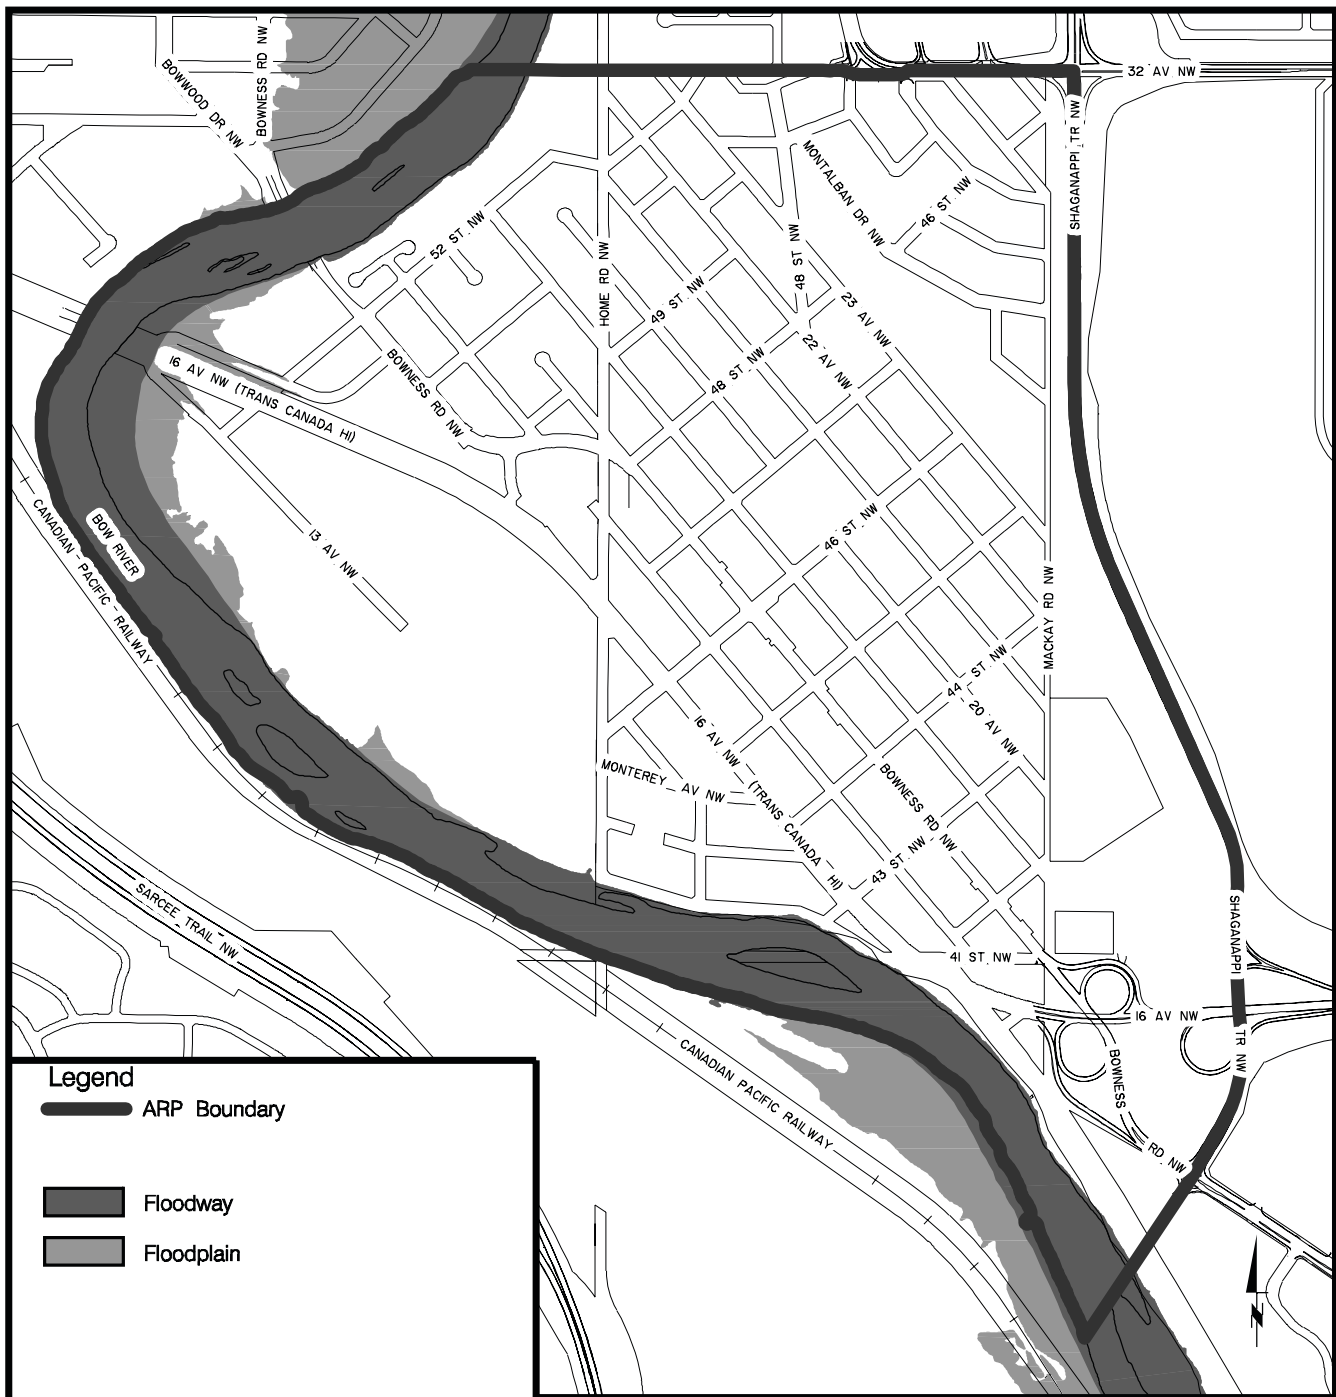 32 AV NW
BOWWOOD DR NW
BOWNESS RD NW
SHAGANAPPI TR NW
MONTALBAN DR NW
46 ST NW
52 ST NW
48 ST NW
HOME RD NW
49 ST NW
23 AV NW
22 AV NW
48 ST NW
BOWNESS RD NW
16 AV NW (TRANS CANADA HI)
CANADIAN PACIFIC RAILWAY
BOW RIVER
13 AV NW
46 ST NW
MACKAY RD NW
44 ST NW
20 AV NW
16 AV NW (TRANS CANADA HI)
MONTEREY AV NW
BOWNESS RD NW
43 ST NW
SARCEE TRAIL NW
41 ST NW
SHAGANAPPI TR NW
16 AV NW
CANADIAN PACIFIC RAILWAY
BOWNESS RD NW
Legend
ARP Boundary
Floodway
Floodplain
N